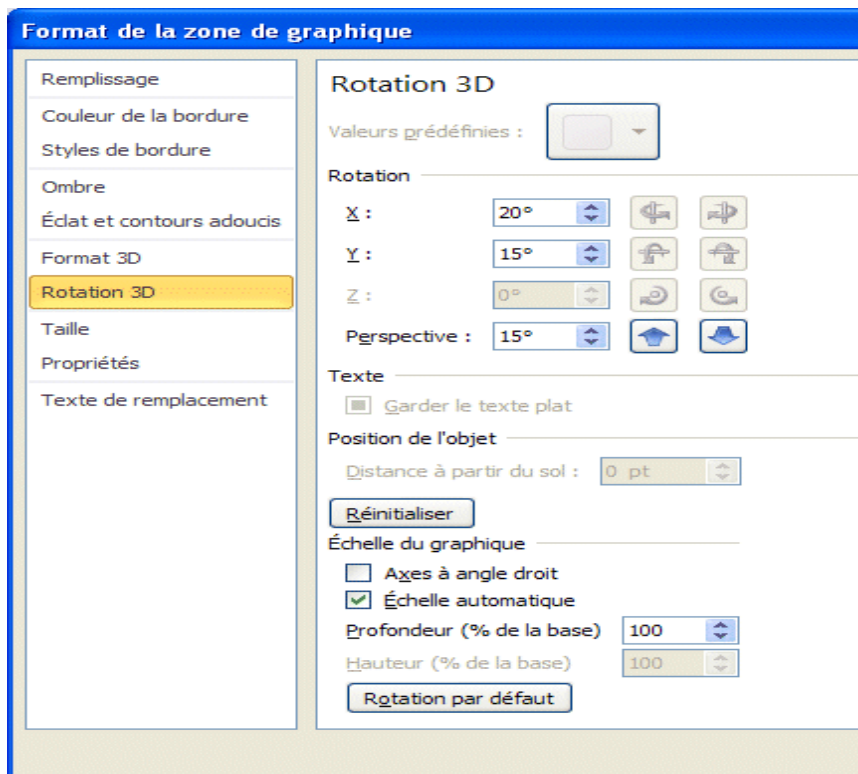 Format de la zone de graphique
Remplissage
Couleur de la bordure
Styles de bordure
Ombre
Éclat et contours adoucis
Format 3D
Rotation 3D
Taille
Propriétés
Texte de remplacement
Rotation 3D
Valeurs prédéfinies :
Rotation
X : 20°
Y : 15°
Z : 0°
Perspective : 15°
Texte
Garder le texte plat
Position de l'objet
Distance à partir du sol : 0 pt
Réinitialiser
Échelle du graphique
Axes à angle droit
Échelle automatique
Profondeur (% de la base) 100
Hauteur (% de la base) 100
Rotation par défaut